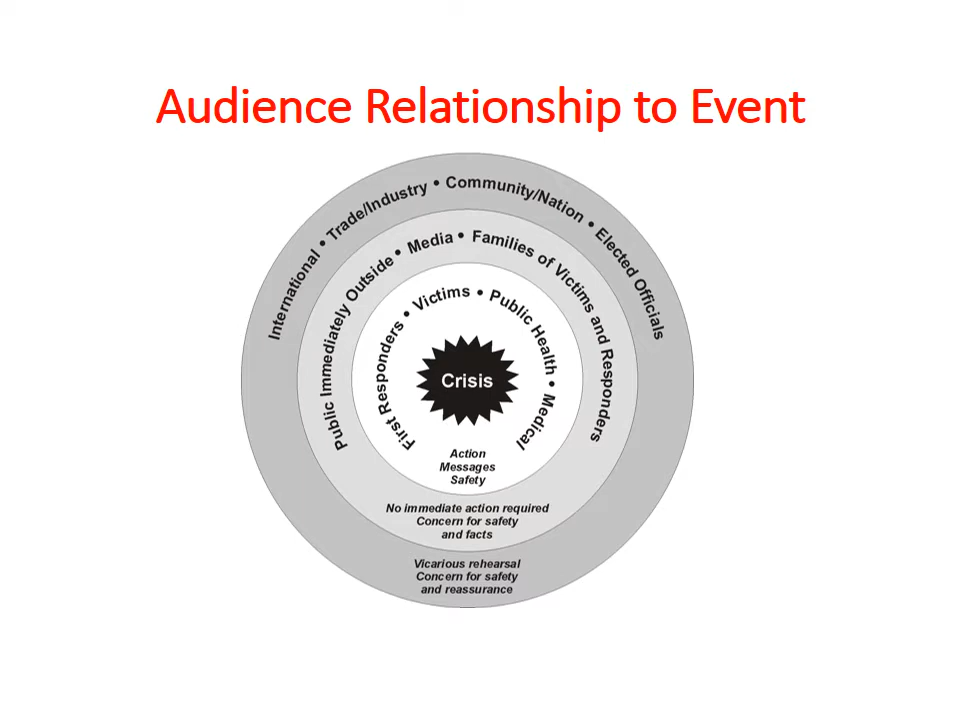 Audience Relationship to Event
International • Trade/Industry • Community/Nation • Elected Officials
Public Immediately Outside • Media • Families of Victims and Responders
First Responders • Victims • Public Health • Medical
Crisis
Action
Messages
Safety
No immediate action required
Concern for safety
and facts
Vicarious rehearsal
Concern for safety
and reassurance